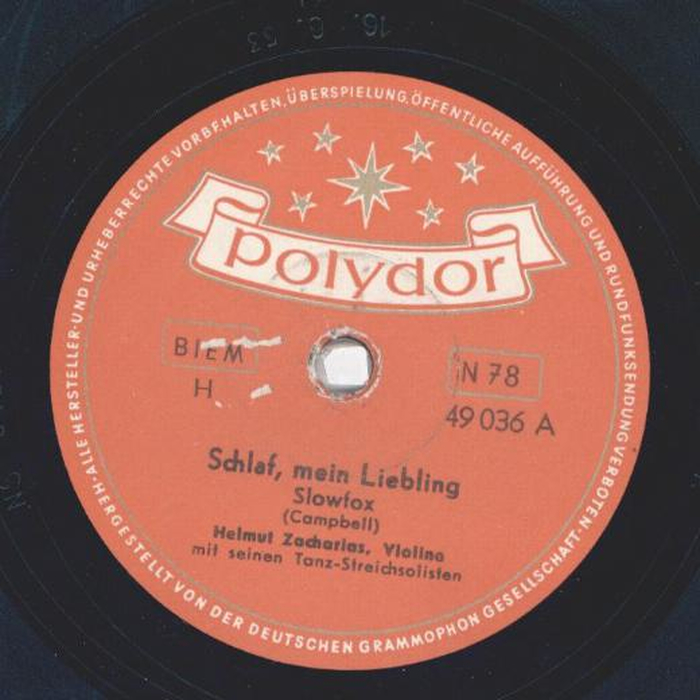 polydor
BIEM
H
N 78
49 036 A
Schlaf, mein Liebling
Slowfox
(Campbell)
Helmut Zacharias, Violine
mit seinen Tanz-Streichsolisten
ALLE HERSTELLER- UND URHEBERRECHTE VORBEHALTEN, ÜBERSPIELUNG, ÖFFENTLICHE AUFFÜHRUNG UND RUNDFUNKSENDUNG VERBOTEN·
HERGESTELLT VON DER DEUTSCHEN GRAMMOPHON GESELLSCHAFT·